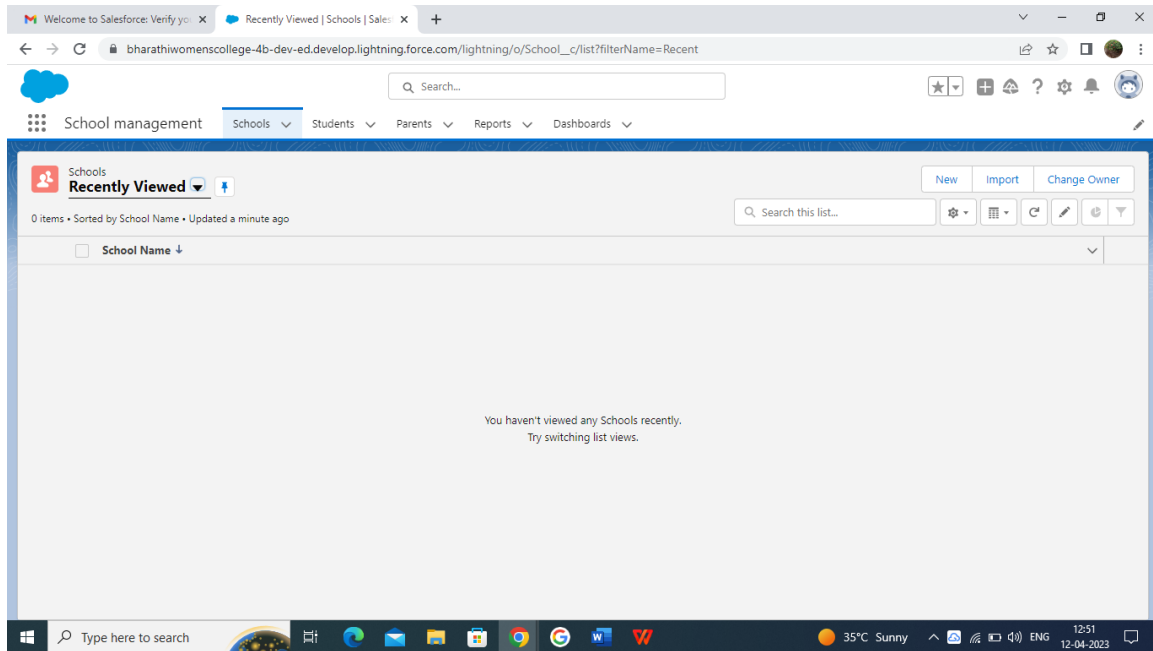 Welcome to Salesforce: Verify you
Recently Viewed | Schools | Sales
bharathiwomenscollege-4b-dev-ed.develop.lightning.force.com/lightning/o/School__c/list?filterName=Recent
Search...
School management Schools Students Parents Reports Dashboards
Schools
Recently Viewed
New Import Change Owner
0 items • Sorted by School Name • Updated a minute ago
Search this list...
School Name
You haven't viewed any Schools recently.
Try switching list views.
Type here to search
35°C Sunny
ENG
12:51
12-04-2023